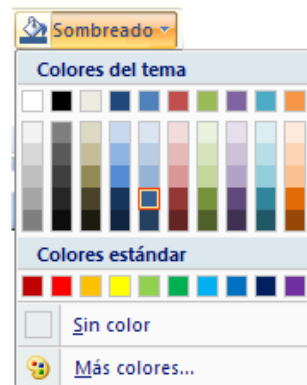 Sombreado
Colores del tema
Colores estándar
Sin color
Más colores...